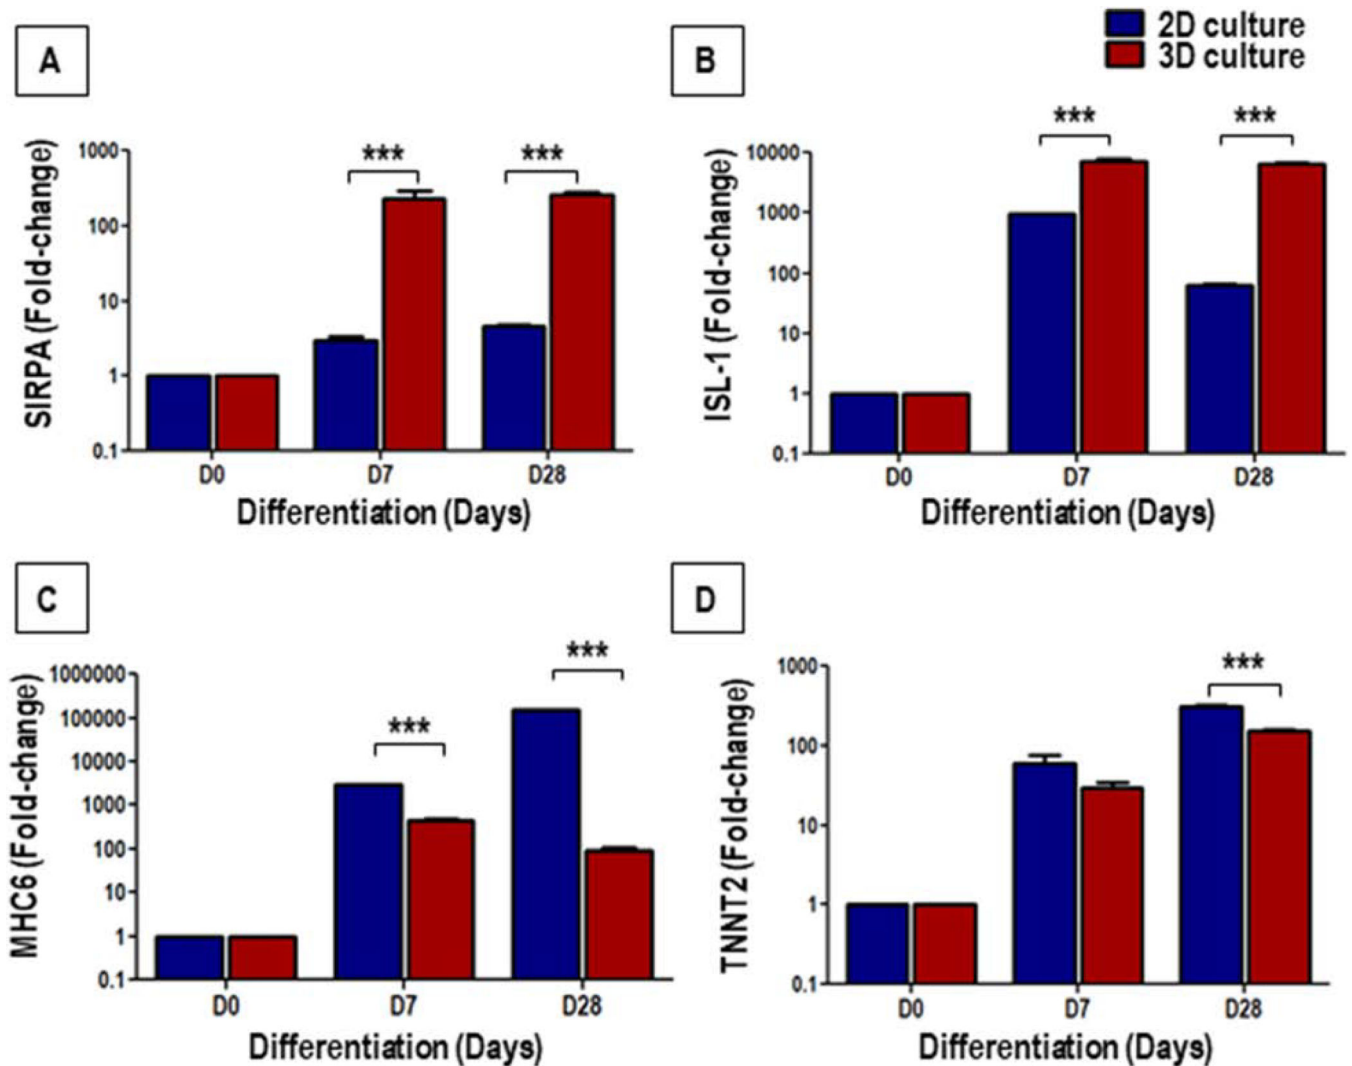 2D culture
3D culture
A
SIRPA (Fold-change)
1000
100
10
1
0.1
***
***
D0 D7 D28
Differentiation (Days)
B
ISL-1 (Fold-change)
10000
1000
100
10
1
0.1
***
***
D0 D7 D28
Differentiation (Days)
C
MHC6 (Fold-change)
1000000
100000
10000
1000
100
10
1
0.1
***
***
D0 D7 D28
Differentiation (Days)
D
TNNT2 (Fold-change)
1000
100
10
1
0.1
***
D0 D7 D28
Differentiation (Days)